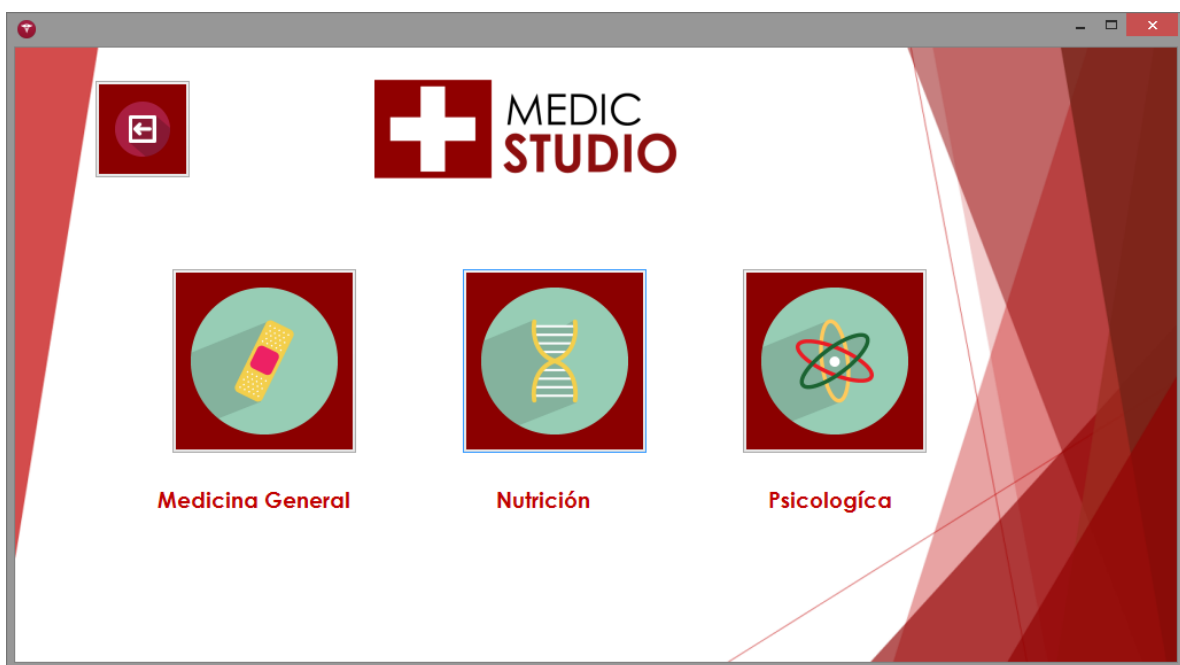 MEDIC
STUDIO
Medicina General
Nutrición
Psicologíca